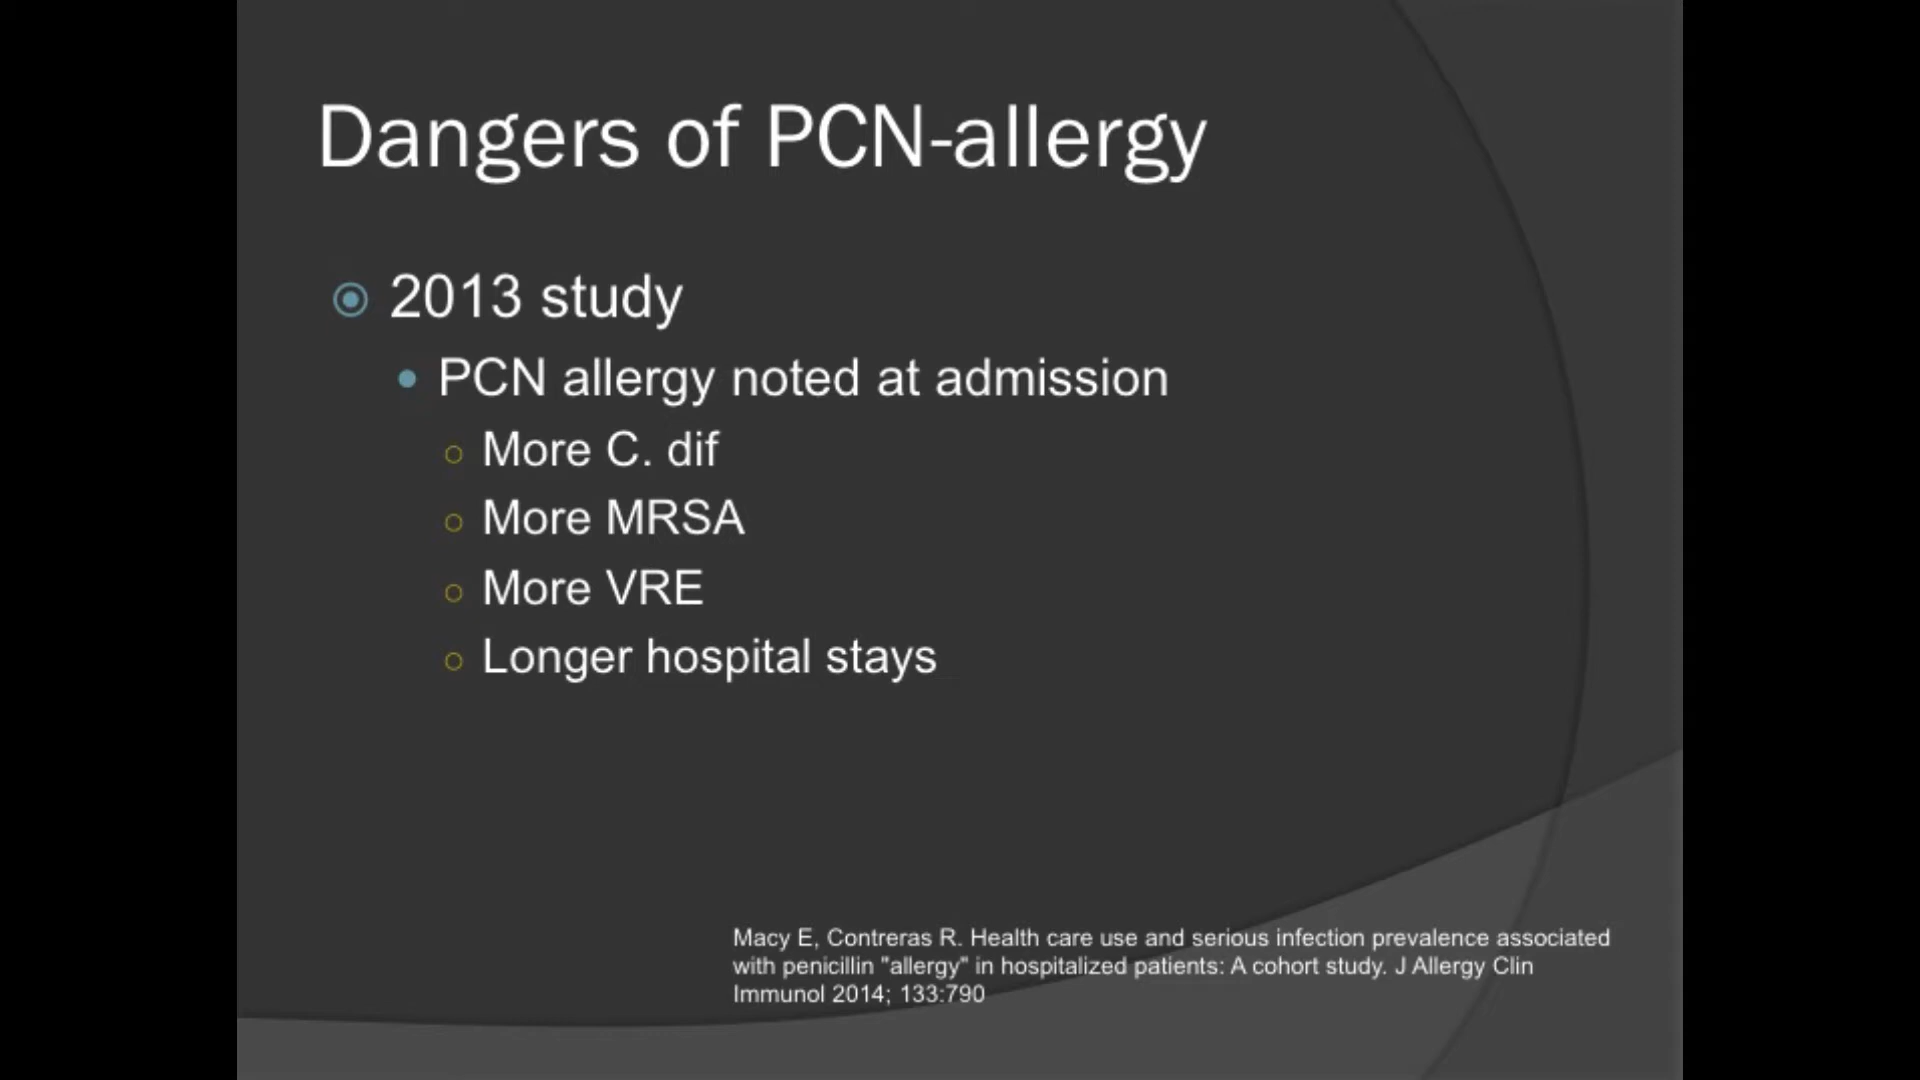 Dangers of PCN-allergy
2013 study
PCN allergy noted at admission
More C. dif
More MRSA
More VRE
Longer hospital stays
Macy E, Contreras R. Health care use and serious infection prevalence associated
with penicillin "allergy" in hospitalized patients: A cohort study. J Allergy Clin
Immunol 2014; 133:790